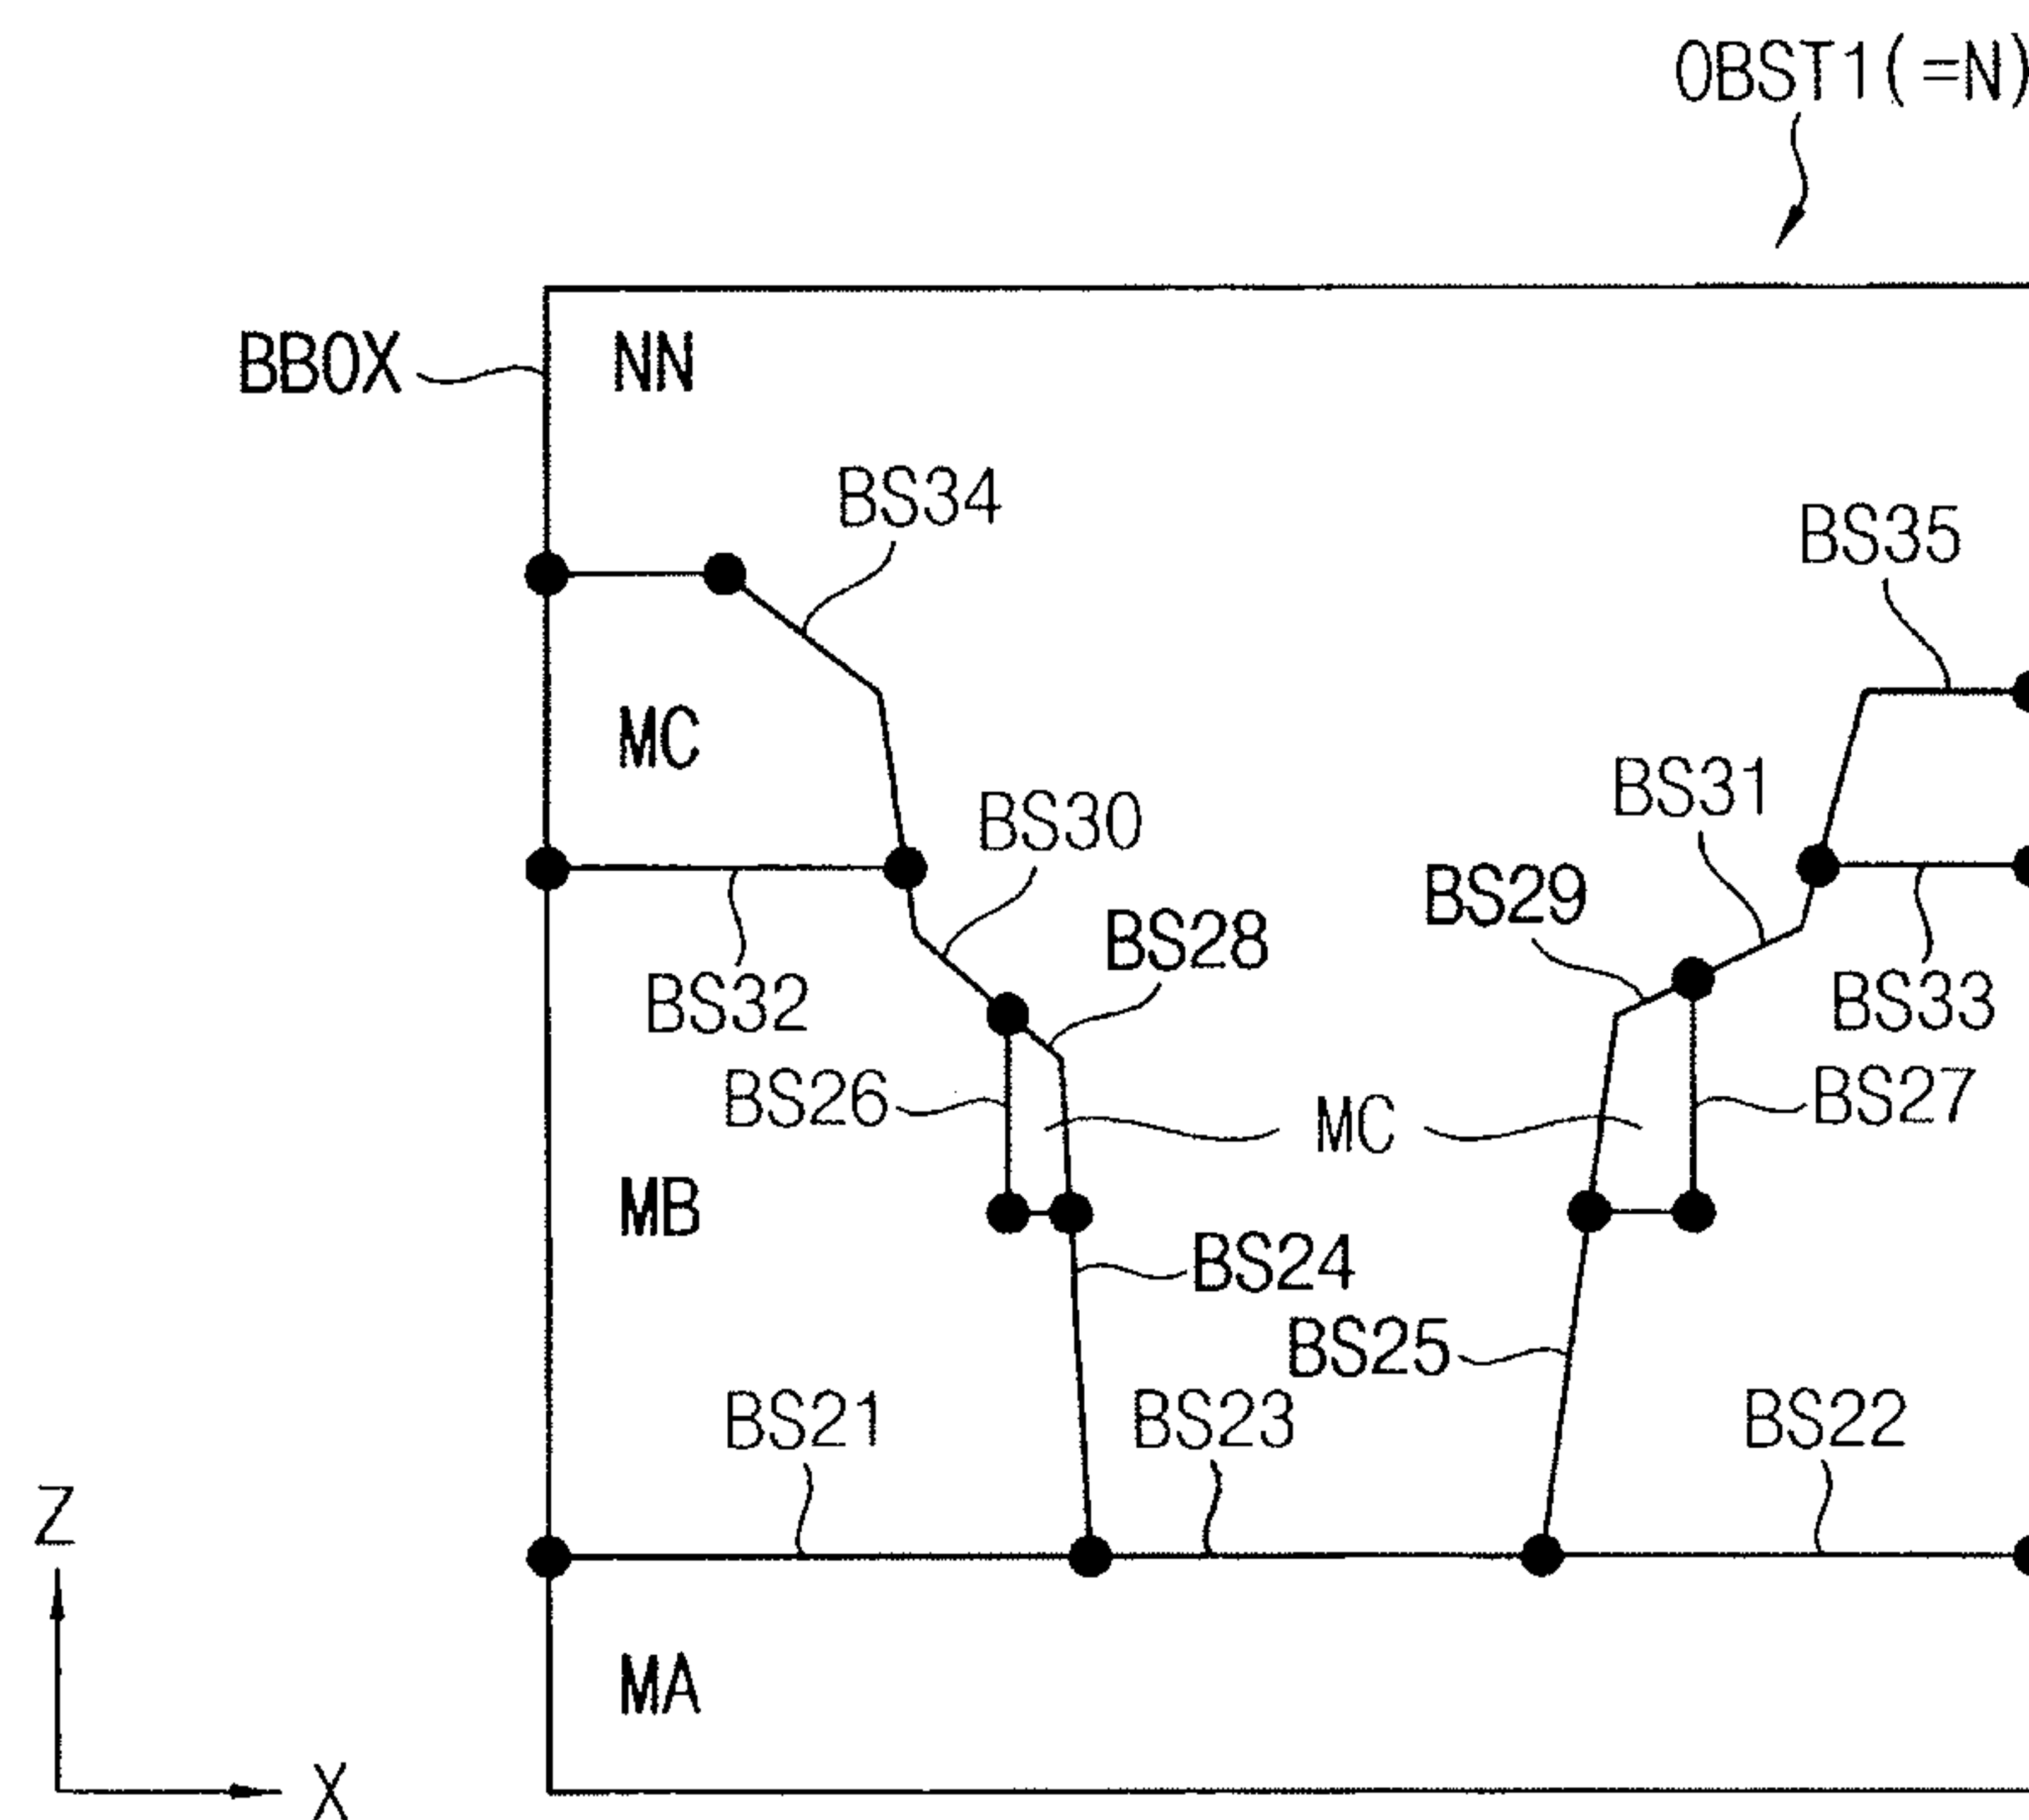 OBST1(=N)
BBOX
NN
BS34
BS35
MC
BS31
BS30
BS29
BS28
BS32
BS33
BS26
MC
BS27
MB
BS24
BS25
BS21
BS23
BS22
Z
MA
X